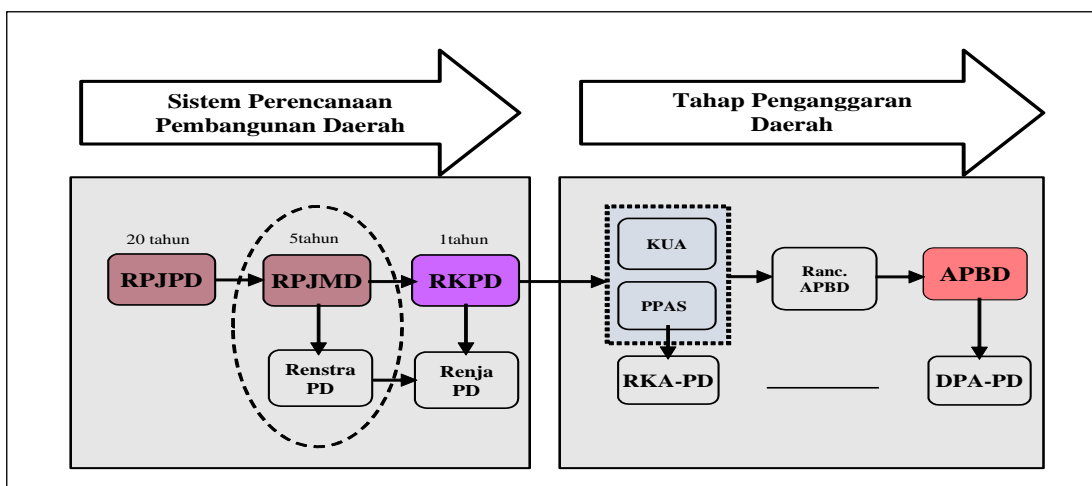 Sistem Perencanaan
Pembangunan Daerah
Tahap Penganggaran
Daerah
20 tahun
5tahun
1tahun
RPJPD
RPJMD
RKPD
Renstra
PD
Renja
PD
KUA
PPAS
RKA-PD
Ranc.
APBD
APBD
DPA-PD